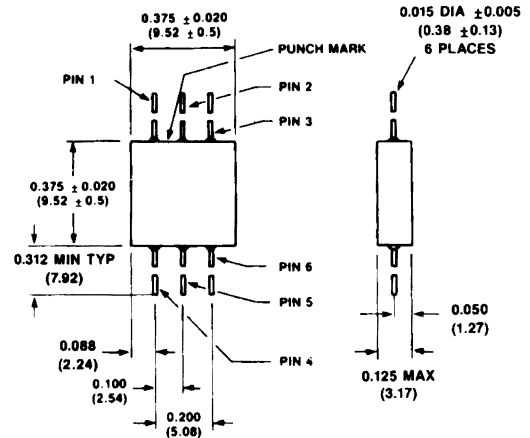 0.375 ±0.020
(9.52 ±0.5)
0.015 DIA ±0.005
(0.38 ±0.13)
6 PLACES
PUNCH MARK
PIN 1
PIN 2
PIN 3
0.375 ±0.020
(9.52 ±0.5)
0.312 MIN TYP
(7.92)
PIN 6
PIN 5
PIN 4
0.088
(2.24)
0.100
(2.54)
0.200
(5.08)
0.050
(1.27)
0.125 MAX
(3.17)